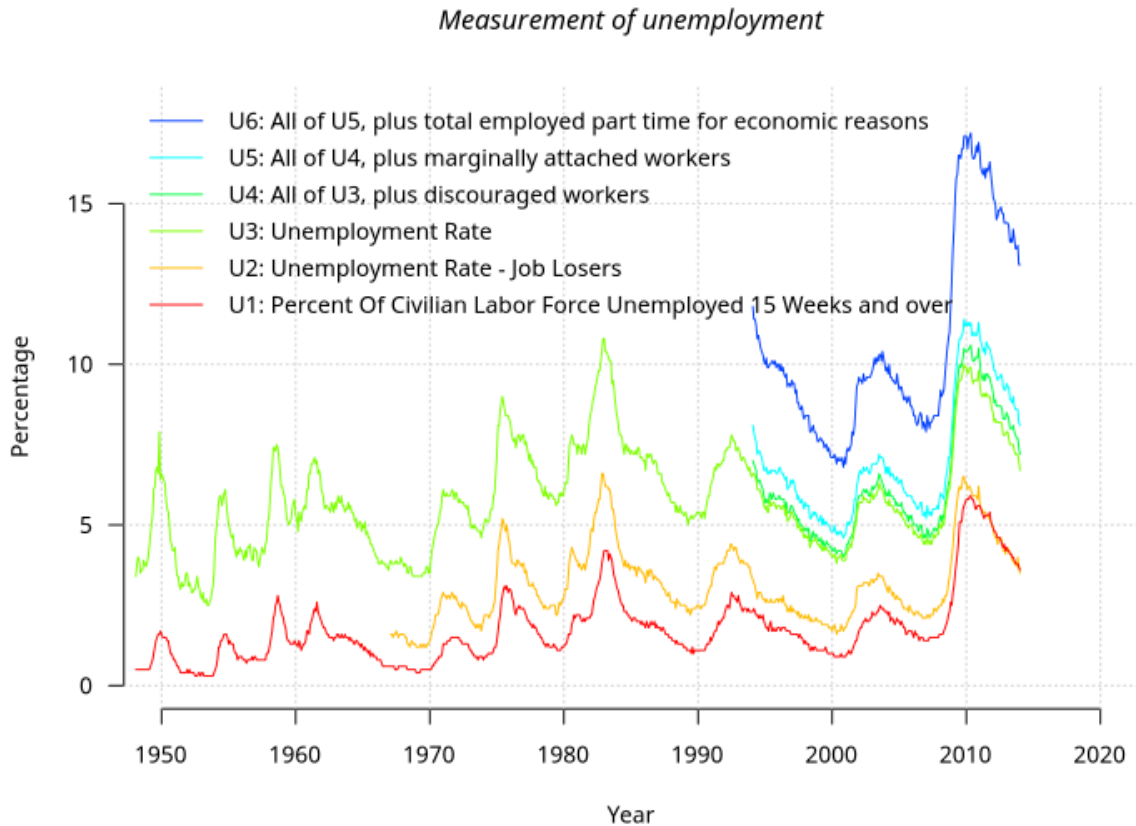 Measurement of unemployment
U6: All of U5, plus total employed part time for economic reasons
U5: All of U4, plus marginally attached workers
U4: All of U3, plus discouraged workers
U3: Unemployment Rate
U2: Unemployment Rate - Job Losers
U1: Percent Of Civilian Labor Force Unemployed 15 Weeks and over
Percentage
15
10
5
0
1950 1960 1970 1980 1990 2000 2010 2020
Year